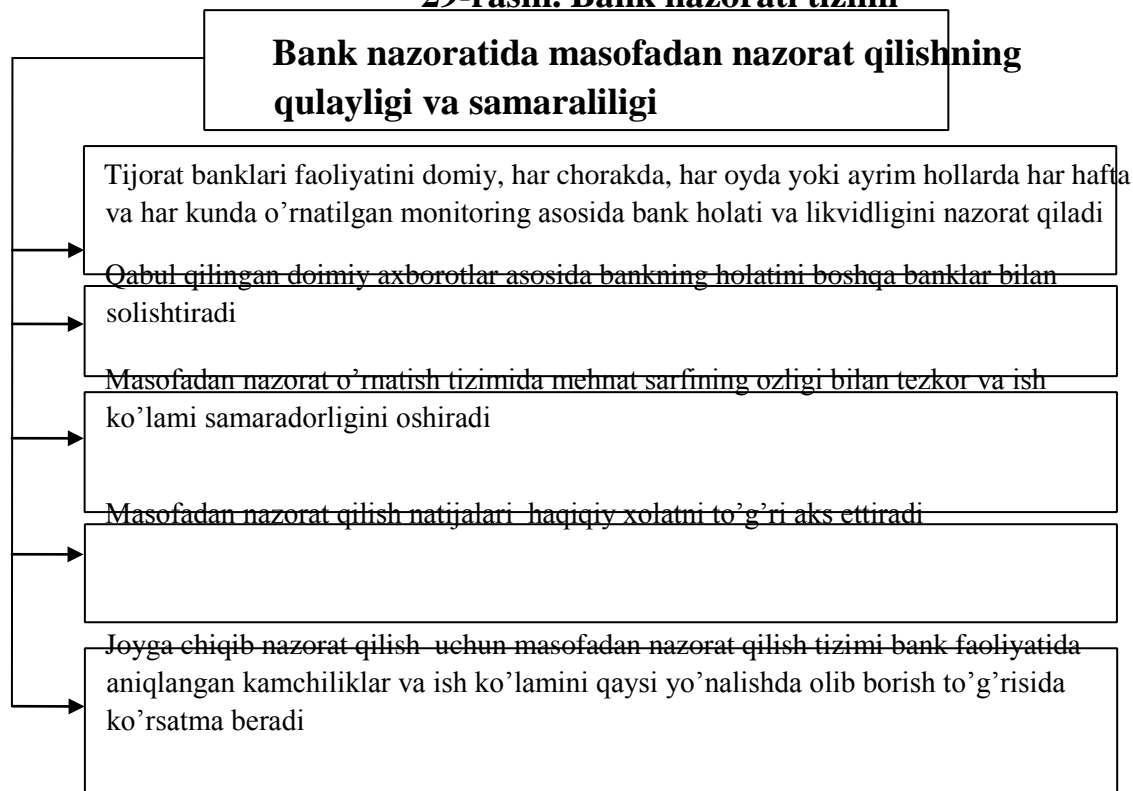 29-rasm. Bank nazorati tizimi
Bank nazoratida masofadan nazorat qilishning
qulayligi va samaraliligi
Tijorat banklari faoliyatini domiy, har chorakda, har oyda yoki ayrim hollarda har hafta
va har kunda o’rnatilgan monitoring asosida bank holati va likvidligini nazorat qiladi
Qabul qilingan doimiy axborotlar asosida bankning holatini boshqa banklar bilan
solishtiradi
Masofadan nazorat o’rnatish tizimida mehnat sarfining ozligi bilan tezkor va ish
ko’lami samaradorligini oshiradi
Masofadan nazorat qilish natijalari haqiqiy xolatni to’g’ri aks ettiradi
Joyga chiqib nazorat qilish uchun masofadan nazorat qilish tizimi bank faoliyatida
aniqlangan kamchiliklar va ish ko’lamini qaysi yo’nalishda olib borish to’g’risida
ko’rsatma beradi